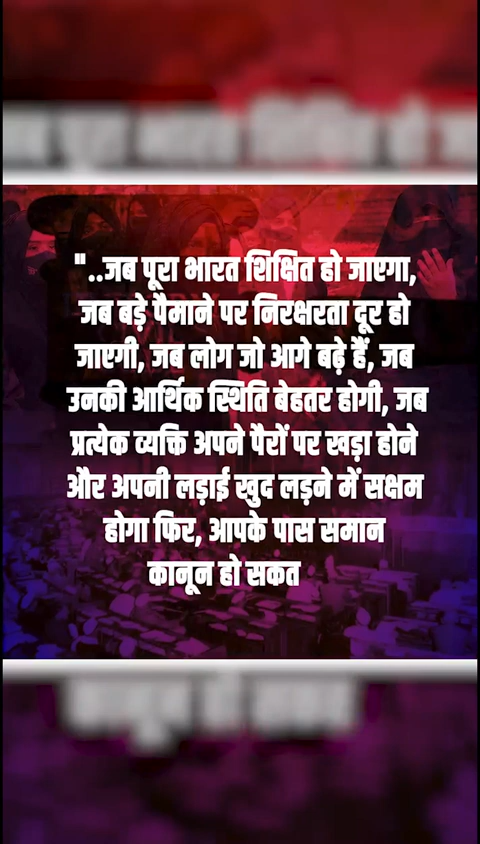 "..जब पूरा भारत शिक्षित हो जाएगा,
जब बड़े पैमाने पर निरक्षरता दूर हो
जाएगी, जब लोग जो आगे बढ़े हैं, जब
उनकी आर्थिक स्थिति बेहतर होगी, जब
प्रत्येक व्यक्ति अपने पैरों पर खड़ा होने
और अपनी लड़ाई खुद लड़ने में सक्षम
होगा फिर, आपके पास समान
कानून हो सकत